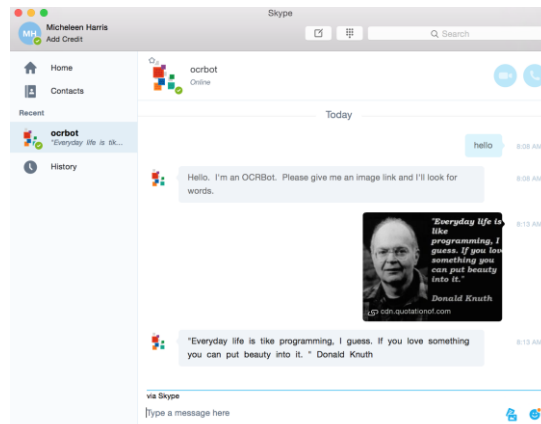 Skype
MH
Micheleen Harris
Add Credit
Search
Home
Contacts
Recent
ocrbot
"Everyday life is tik...
History
ocrbot
Online
Today
hello
8:08 AM
Hello. I'm an OCRBot. Please give me an image link and I'll look for
words.
8:08 AM
"Everyday life is
like
programming, I
guess. If you love
something you
can put beauty
into it."
Donald Knuth
cdn.quotationof.com
8:13 AM
"Everyday life is tike programming, I guess. If you love something
you can put beauty into it. " Donald Knuth
8:13 AM
via Skype
Type a message here